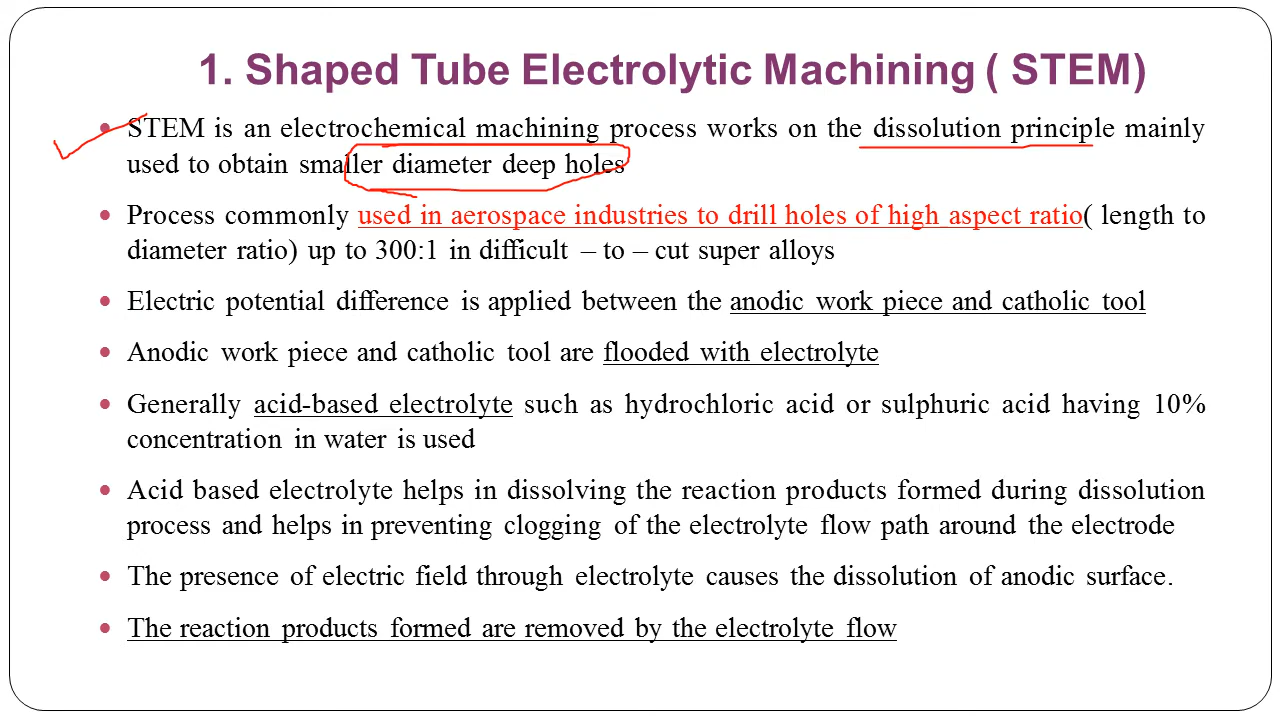 1. Shaped Tube Electrolytic Machining ( STEM)
• STEM is an electrochemical machining process works on the dissolution principle mainly
used to obtain smaller diameter deep holes
• Process commonly used in aerospace industries to drill holes of high aspect ratio( length to
diameter ratio) up to 300:1 in difficult – to – cut super alloys
• Electric potential difference is applied between the anodic work piece and catholic tool
• Anodic work piece and catholic tool are flooded with electrolyte
• Generally acid-based electrolyte such as hydrochloric acid or sulphuric acid having 10%
concentration in water is used
• Acid based electrolyte helps in dissolving the reaction products formed during dissolution
process and helps in preventing clogging of the electrolyte flow path around the electrode
• The presence of electric field through electrolyte causes the dissolution of anodic surface.
• The reaction products formed are removed by the electrolyte flow